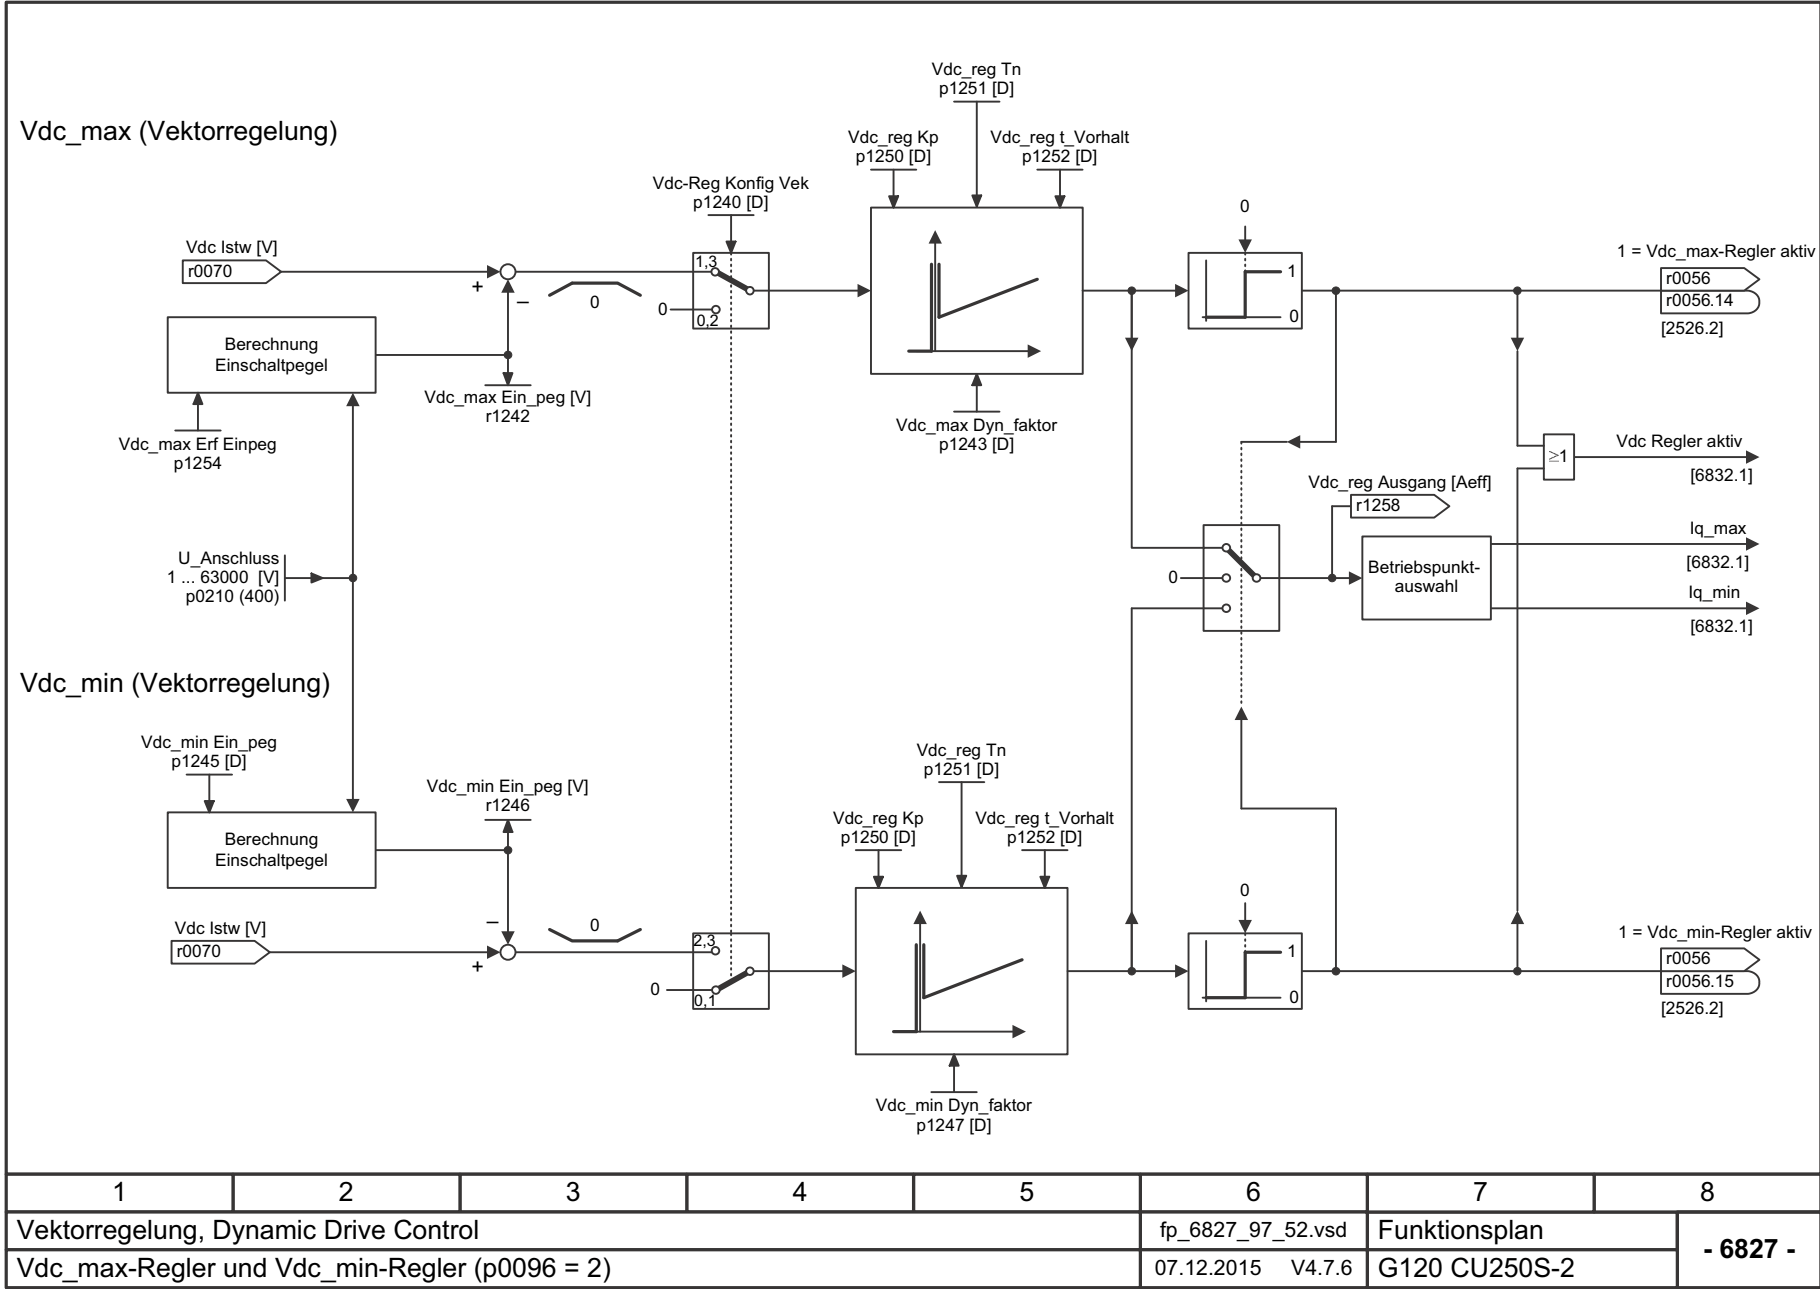 Vdc_max (Vektorregelung)
Vdc_reg Tn
p1251 [D]
Vdc_reg Kp
p1250 [D]
Vdc_reg t_Vorhalt
p1252 [D]
Vdc-Reg Konfig Vek
p1240 [D]
Vdc Istw [V]
r0070
+
–
0
1,3
0
0,2
0
1
0
1 = Vdc_max-Regler aktiv
r0056
r0056.14
[2526.2]
Berechnung
Einschaltpegel
Vdc_max Ein_peg [V]
r1242
Vdc_max Erf Einpeg
p1254
Vdc_max Dyn_faktor
p1243 [D]
≥1
Vdc Regler aktiv
[6832.1]
Vdc_reg Ausgang [Aeff]
r1258
U_Anschluss
1 ... 63000 [V]
p0210 (400)
0
Betriebspunkt-
auswahl
Iq_max
[6832.1]
Iq_min
[6832.1]
Vdc_min (Vektorregelung)
Vdc_min Ein_peg
p1245 [D]
Vdc_min Ein_peg [V]
r1246
Vdc_reg Tn
p1251 [D]
Vdc_reg Kp
p1250 [D]
Vdc_reg t_Vorhalt
p1252 [D]
Berechnung
Einschaltpegel
Vdc Istw [V]
r0070
–
+
0
2,3
0
0,1
0
1
0
1 = Vdc_min-Regler aktiv
r0056
r0056.15
[2526.2]
Vdc_min Dyn_faktor
p1247 [D]
1 2 3 4 5 6 7 8
Vektorregelung, Dynamic Drive Control
fp_6827_97_52.vsd
Funktionsplan
- 6827 -
Vdc_max-Regler und Vdc_min-Regler (p0096 = 2)
07.12.2015 V4.7.6
G120 CU250S-2